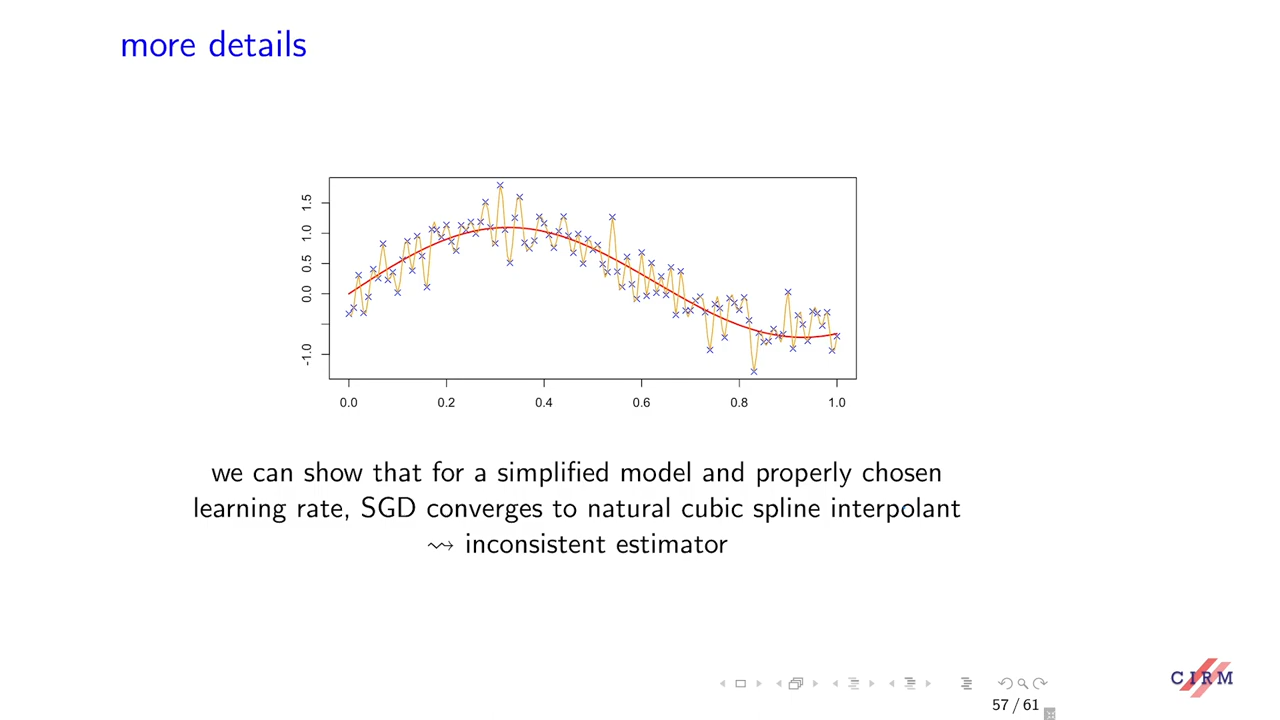 more details
1.5
1.0
0.5
0.0
-1.0
0.0 0.2 0.4 0.6 0.8 1.0
we can show that for a simplified model and properly chosen
learning rate, SGD converges to natural cubic spline interpolant
⇝ inconsistent estimator
57 / 61
CIRM